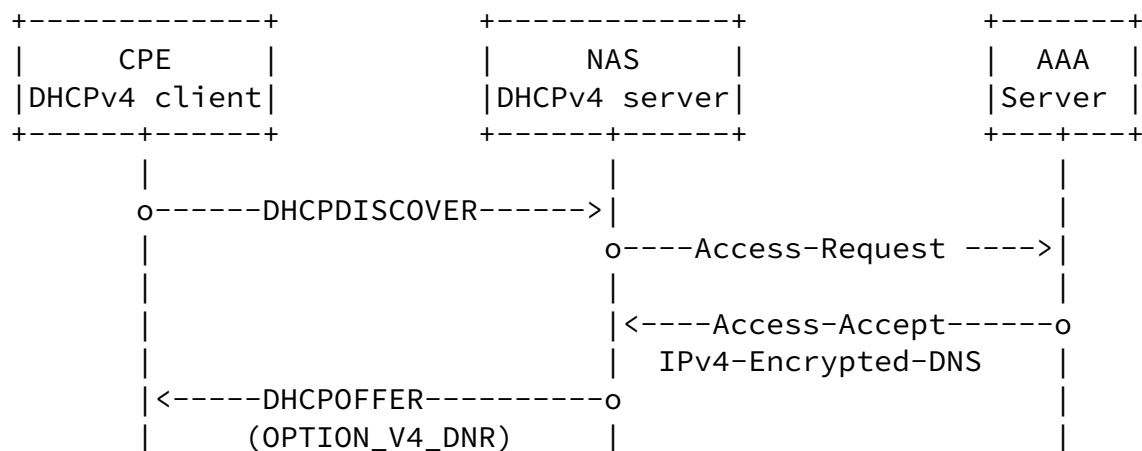 +-------------+           +-------------+             +-------+
|     CPE     |           |     NAS     |             |  AAA  |
|DHCPv4 client|           |DHCPv4 server|             |Server |
+------+------+           +------+------+             +---+---+
       |                         |                        |
       o------DHCPDISCOVER------>|                        |
       |                         o----Access-Request ---->|
       |                         |                        |
       |                         |<----Access-Accept------o
       |                         |  IPv4-Encrypted-DNS    |
       |<-----DHCPOFFER----------o                        |
       |     (OPTION_V4_DNR)     |                        |